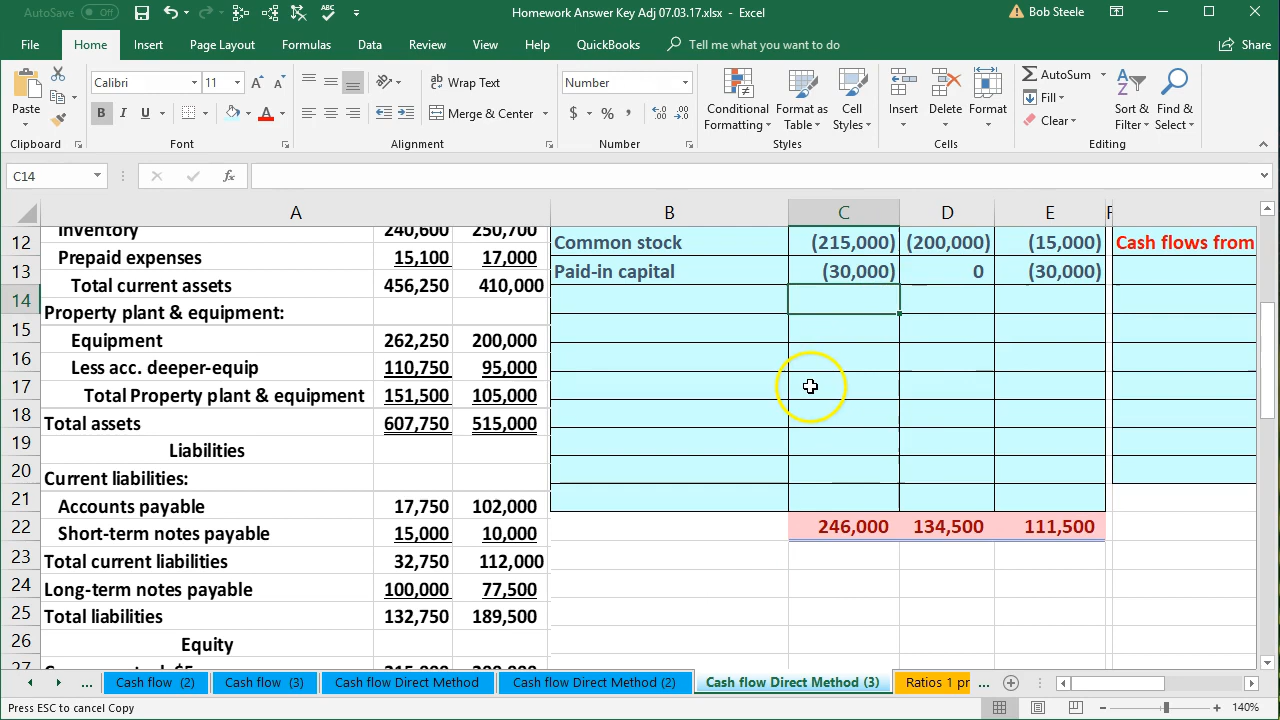 AutoSave Off
Homework Answer Key Adj 07.03.17.xlsx - Excel
Bob Steele
File Home Insert Page Layout Formulas Data Review View Help QuickBooks Tell me what you want to do Share
Paste
Clipboard
Calibri 11
B I U
Font
Wrap Text
Merge & Center
Alignment
Number
$ % ,
Number
Conditional Formatting
Format as Table
Cell Styles
Styles
Insert Delete Format
Cells
AutoSum
Fill
Clear
Sort & Filter
Find & Select
Editing
C14 fx
A B C D E F
Inventory 240,600 250,700 12 Common stock (215,000) (200,000) (15,000) Cash flows from
13 Prepaid expenses 15,100 17,000 Paid-in capital (30,000) 0 (30,000)
14 Total current assets 456,250 410,000
Property plant & equipment:
15 Equipment 262,250 200,000
16 Less acc. deeper-equip 110,750 95,000
17 Total Property plant & equipment 151,500 105,000
18 Total assets 607,750 515,000
19 Liabilities
20 Current liabilities:
21 Accounts payable 17,750 102,000
22 Short-term notes payable 15,000 10,000 246,000 134,500 111,500
23 Total current liabilities 32,750 112,000
24 Long-term notes payable 100,000 77,500
25 Total liabilities 132,750 189,500
26 Equity
27
... Cash flow (2) Cash flow (3) Cash flow Direct Method Cash flow Direct Method (2) Cash flow Direct Method (3) Ratios 1 pr ...
Press ESC to cancel Copy 140%